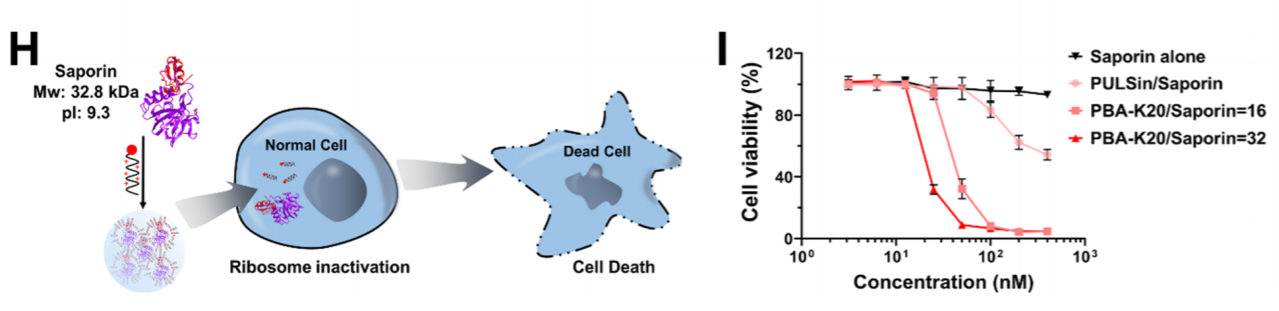 H
Saporin
Mw: 32.8 kDa
pI: 9.3
Normal Cell
Ribosome inactivation
Dead Cell
Cell Death
I
Cell viability (%)
120
80
40
0
10⁰
10¹
10²
10³
Concentration (nM)
Saporin alone
PULSin/Saporin
PBA-K20/Saporin=16
PBA-K20/Saporin=32